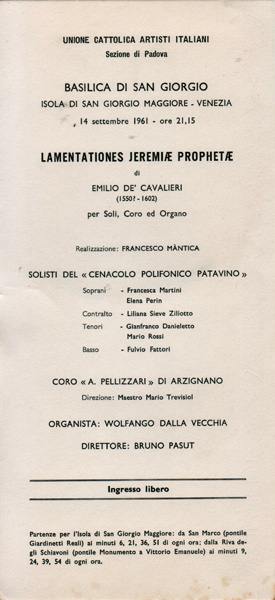 UNIONE CATTOLICA ARTISTI ITALIANI
Sezione di Padova
BASILICA DI SAN GIORGIO
ISOLA DI SAN GIORGIO MAGGIORE - VENEZIA
14 settembre 1961 - ore 21,15
LAMENTATIONES JEREMIÆ PROPHETÆ
di
EMILIO DE' CAVALIERI
(1550? - 1602)
per Soli, Coro ed Organo
Realizzazione: FRANCESCO MÀNTICA
SOLISTI DEL «CENACOLO POLIFONICO PATAVINO»
Soprani - Francesca Martini
Elena Perin
Contralto - Liliana Sieve Ziliotto
Tenori - Gianfranco Danieletto
Mario Rossi
Basso - Fulvio Fattori
CORO «A. PELLIZZARI» DI ARZIGNANO
Direzione: Maestro Mario Trevisiol
ORGANISTA: WOLFANGO DALLA VECCHIA
DIRETTORE: BRUNO PASUT
Ingresso libero
Partenze per l'Isola di San Giorgio Maggiore: da San Marco (pontile
Giardinetti Reali) ai minuti 6, 21, 36, 51 di ogni ora; dalla Riva de-
gli Schiavoni (pontile Monumento a Vittorio Emanuele) ai minuti 9,
24, 39, 54 di ogni ora.